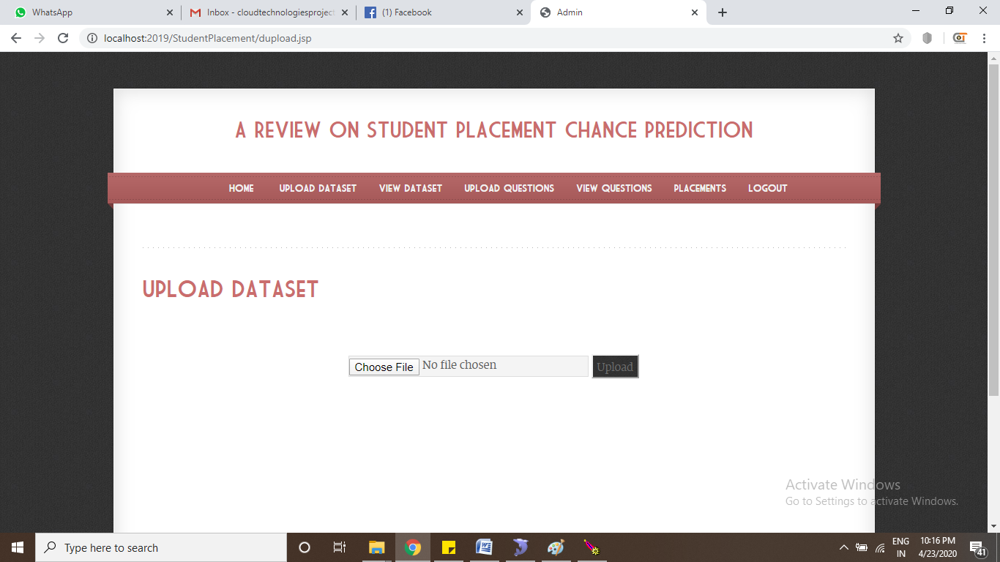 WhatsApp
Inbox - cloudtechnologiesproject
(1) Facebook
Admin
localhost:2019/StudentPlacement/dupload.jsp
A REVIEW ON STUDENT PLACEMENT CHANCE PREDICTION
HOME UPLOAD DATASET VIEW DATASET UPLOAD QUESTIONS VIEW QUESTIONS PLACEMENTS LOGOUT
UPLOAD DATASET
Choose File No file chosen Upload
Activate Windows
Go to Settings to activate Windows.
Type here to search
ENG
IN
10:16 PM
4/23/2020
41